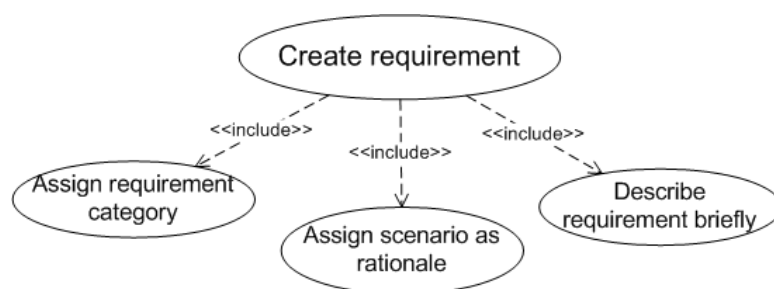 Create requirement
<<include>>
<<include>>
<<include>>
Assign requirement
category
Assign scenario as
rationale
Describe
requirement briefly